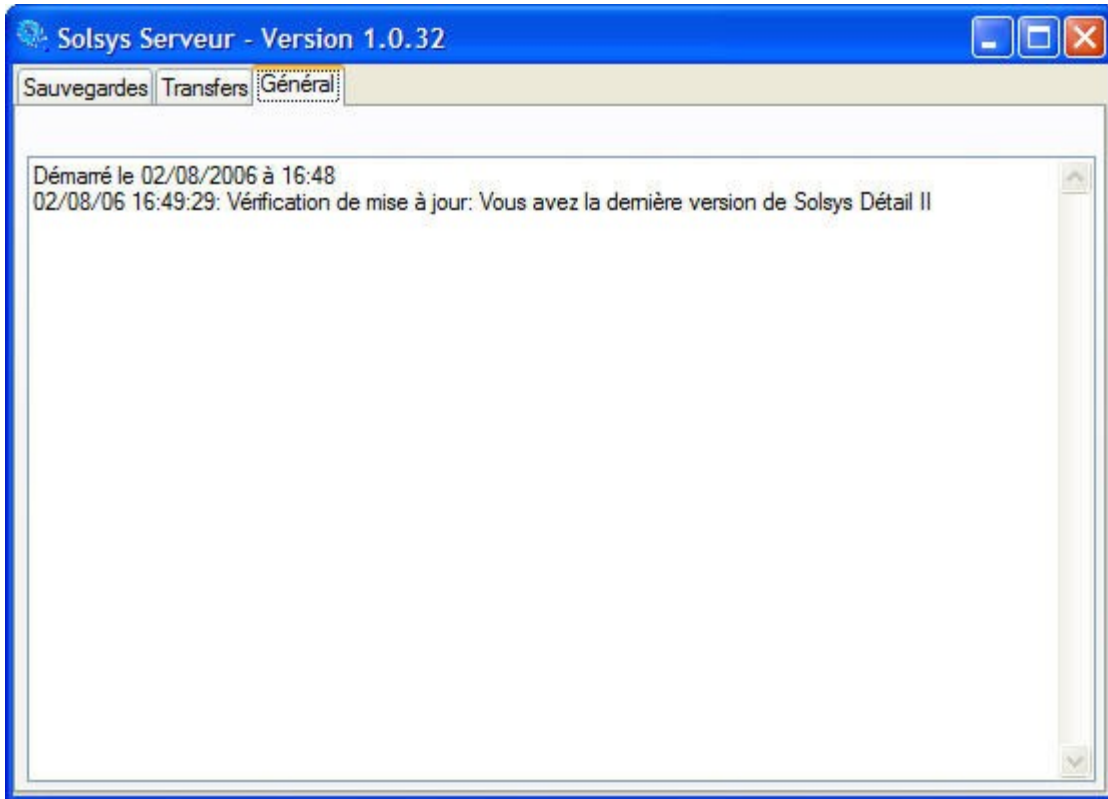 Solsys Serveur - Version 1.0.32
Sauvegardes Transfers Général
Démarré le 02/08/2006 à 16:48
02/08/06 16:49:29: Vérification de mise à jour: Vous avez la dernière version de Solsys Détail II